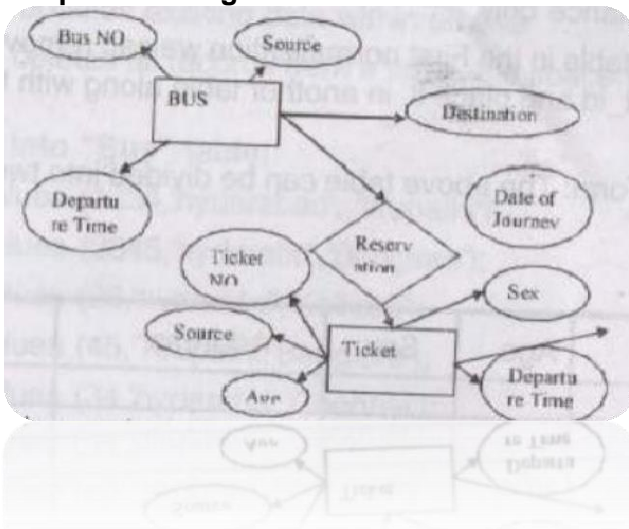 Bus NO
Source
BUS
Destination
Departu
re Time
Date of
Journey
Reserv
ation
Ticket
NO
Sex
Source
Ticket
Age
Departu
re Time